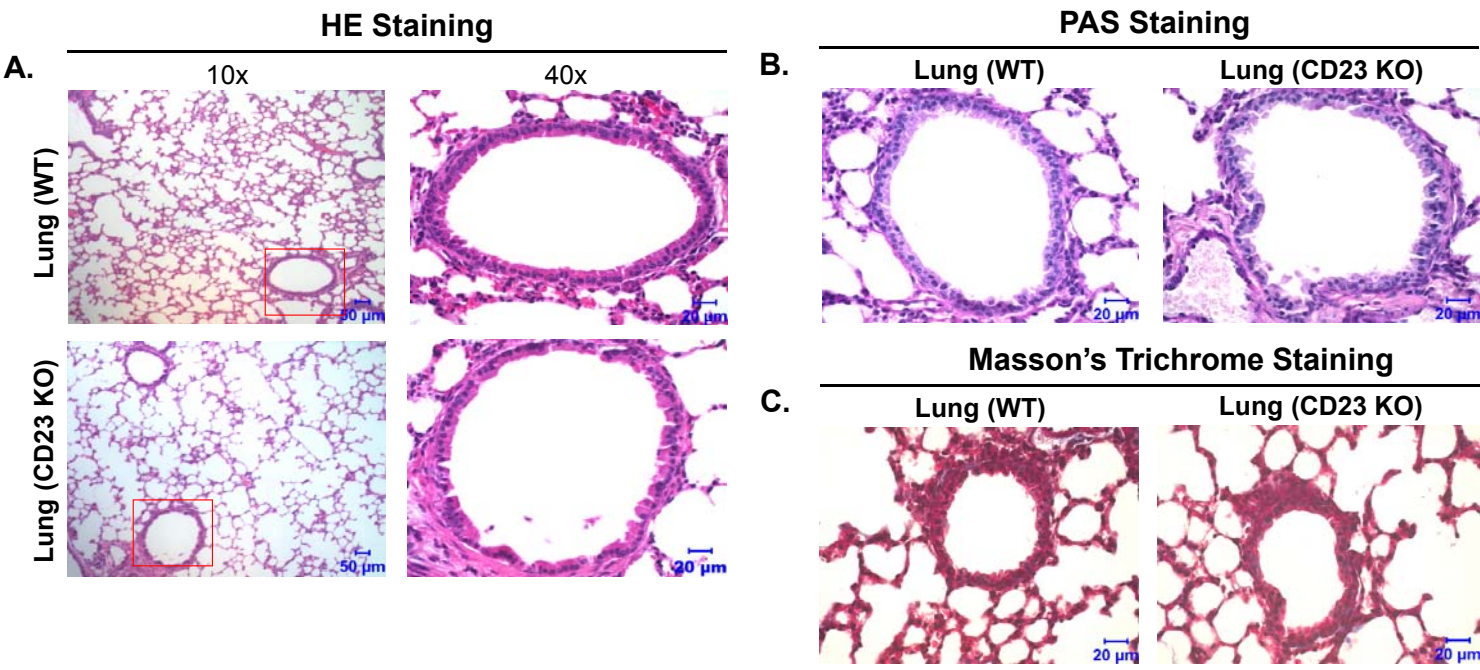 HE Staining
A.
10x
40x
Lung (WT)
50 µm
20 µm
Lung (CD23 KO)
50 µm
20 µm
PAS Staining
B.
Lung (WT)
Lung (CD23 KO)
20 µm
20 µm
Masson's Trichrome Staining
C.
Lung (WT)
Lung (CD23 KO)
20 µm
20 µm